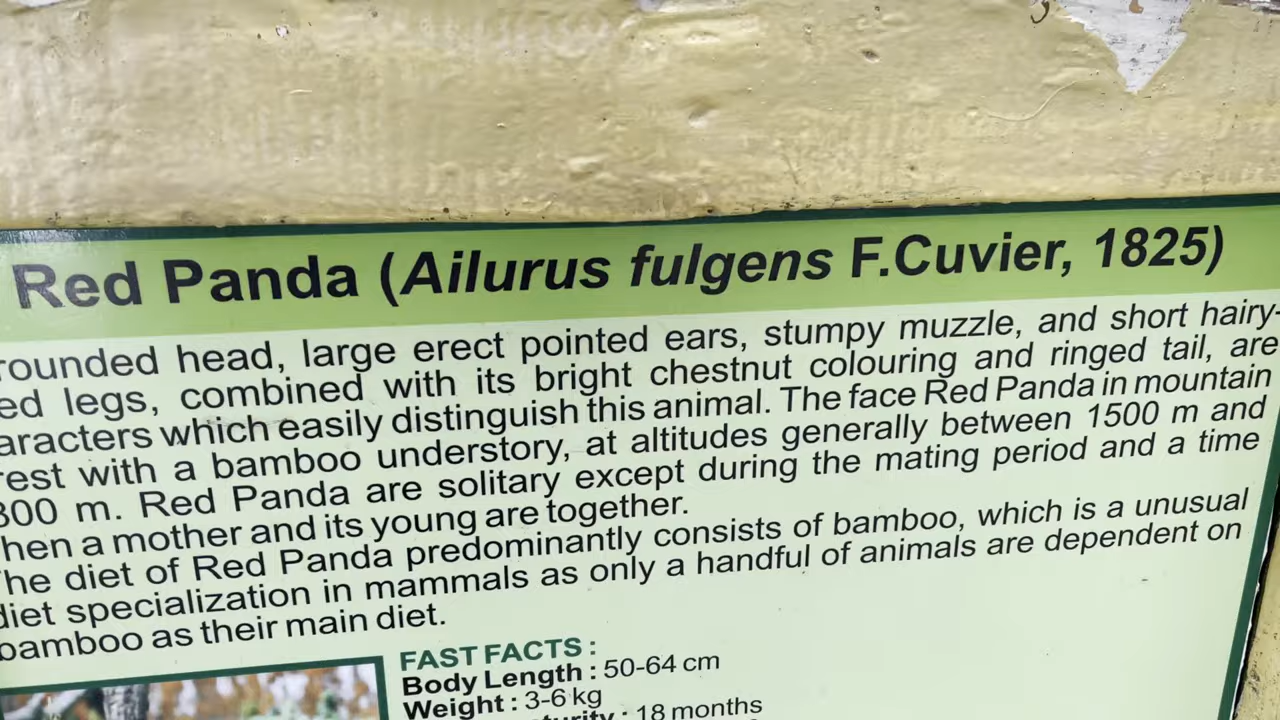 Red Panda (Ailurus fulgens F.Cuvier, 1825)
rounded head, large erect pointed ears, stumpy muzzle, and short hairy-
ed legs, combined with its bright chestnut colouring and ringed tail, are
aracters which easily distinguish this animal. The face Red Panda in mountain
rest with a bamboo understory, at altitudes generally between 1500 m and
800 m. Red Panda are solitary except during the mating period and a time
hen a mother and its young are together.
The diet of Red Panda predominantly consists of bamboo, which is a unusual
diet specialization in mammals as only a handful of animals are dependent on
bamboo as their main diet.
FAST FACTS :
Body Length : 50-64 cm
Weight : 3-6 kg
turity : 18 months